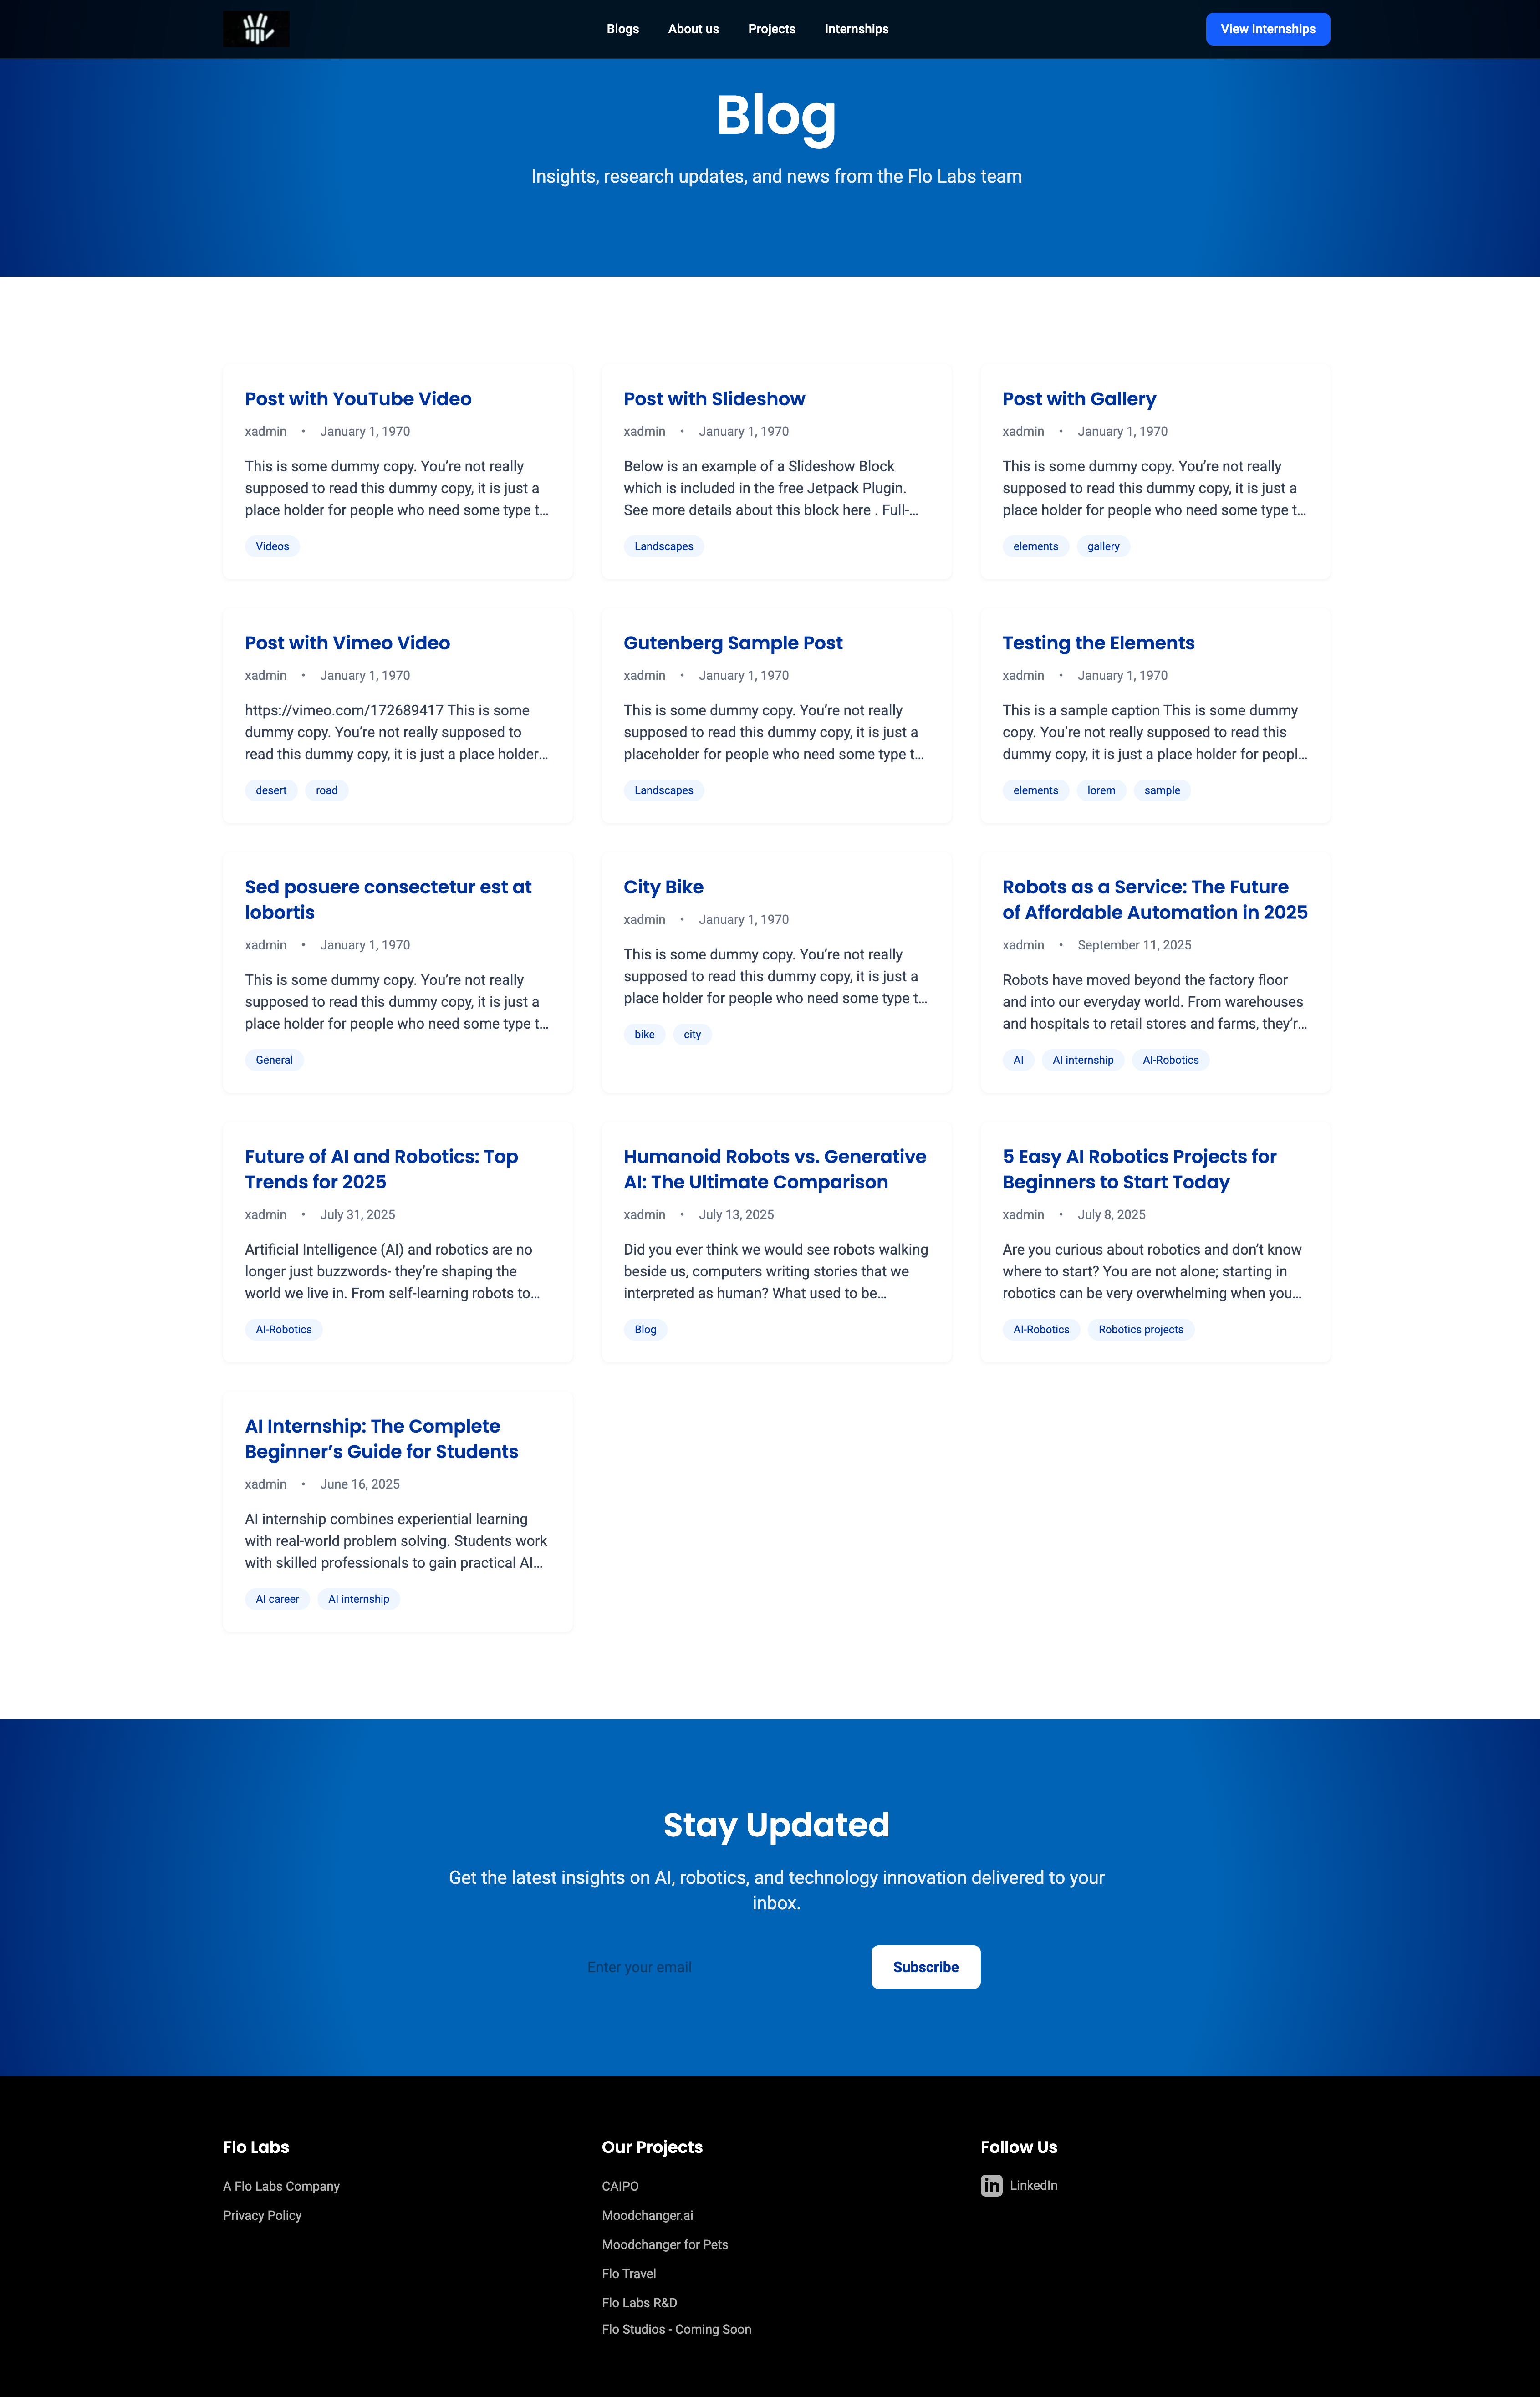 Blogs
About us
Projects
Internships
View Internships
Blog
Insights, research updates, and news from the Flo Labs team
Post with YouTube Video
xadmin • January 1, 1970
This is some dummy copy. You’re not really
supposed to read this dummy copy, it is just a
place holder for people who need some type t…
Videos
Post with Slideshow
xadmin • January 1, 1970
Below is an example of a Slideshow Block
which is included in the free Jetpack Plugin.
See more details about this block here . Full-…
Landscapes
Post with Gallery
xadmin • January 1, 1970
This is some dummy copy. You’re not really
supposed to read this dummy copy, it is just a
place holder for people who need some type t…
elements
gallery
Post with Vimeo Video
xadmin • January 1, 1970
https://vimeo.com/172689417 This is some
dummy copy. You’re not really supposed to
read this dummy copy, it is just a place holder…
desert
road
Gutenberg Sample Post
xadmin • January 1, 1970
This is some dummy copy. You’re not really
supposed to read this dummy copy, it is just a
placeholder for people who need some type t…
Landscapes
Testing the Elements
xadmin • January 1, 1970
This is a sample caption This is some dummy
copy. You’re not really supposed to read this
dummy copy, it is just a place holder for peopl…
elements
lorem
sample
Sed posuere consectetur est at
lobortis
xadmin • January 1, 1970
This is some dummy copy. You’re not really
supposed to read this dummy copy, it is just a
place holder for people who need some type t…
General
City Bike
xadmin • January 1, 1970
This is some dummy copy. You’re not really
supposed to read this dummy copy, it is just a
place holder for people who need some type t…
bike
city
Robots as a Service: The Future
of Affordable Automation in 2025
xadmin • September 11, 2025
Robots have moved beyond the factory floor
and into our everyday world. From warehouses
and hospitals to retail stores and farms, they’r…
AI
AI internship
AI-Robotics
Future of AI and Robotics: Top
Trends for 2025
xadmin • July 31, 2025
Artificial Intelligence (AI) and robotics are no
longer just buzzwords- they’re shaping the
world we live in. From self-learning robots to…
AI-Robotics
Humanoid Robots vs. Generative
AI: The Ultimate Comparison
xadmin • July 13, 2025
Did you ever think we would see robots walking
beside us, computers writing stories that we
interpreted as human? What used to be…
Blog
5 Easy AI Robotics Projects for
Beginners to Start Today
xadmin • July 8, 2025
Are you curious about robotics and don’t know
where to start? You are not alone; starting in
robotics can be very overwhelming when you…
AI-Robotics
Robotics projects
AI Internship: The Complete
Beginner’s Guide for Students
xadmin • June 16, 2025
AI internship combines experiential learning
with real-world problem solving. Students work
with skilled professionals to gain practical AI…
AI career
AI internship
Stay Updated
Get the latest insights on AI, robotics, and technology innovation delivered to your
inbox.
Enter your email
Subscribe
Flo Labs
A Flo Labs Company
Privacy Policy
Our Projects
CAIPO
Moodchanger.ai
Moodchanger for Pets
Flo Travel
Flo Labs R&D
Flo Studios - Coming Soon
Follow Us
LinkedIn